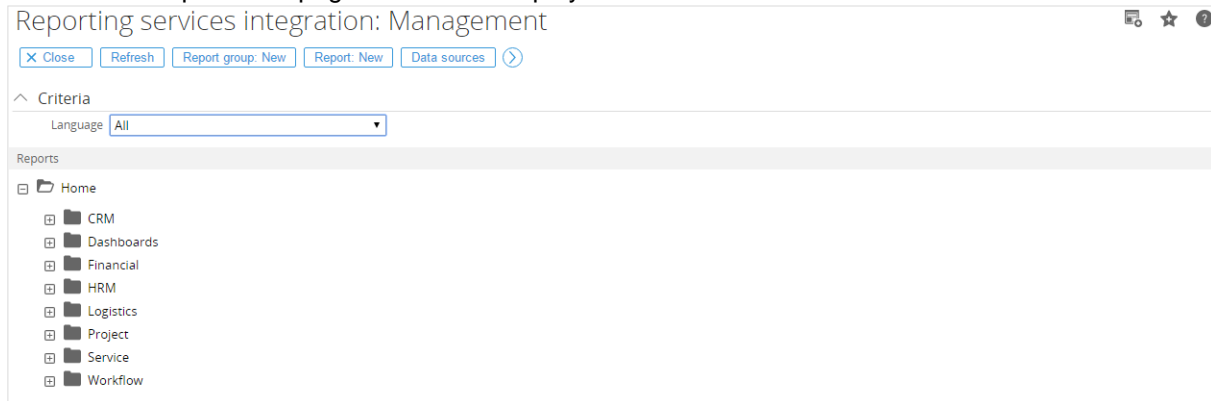 Reporting services integration: Management
Close Refresh Report group: New Report: New Data sources
Criteria
Language All
Reports
Home
CRM
Dashboards
Financial
HRM
Logistics
Project
Service
Workflow